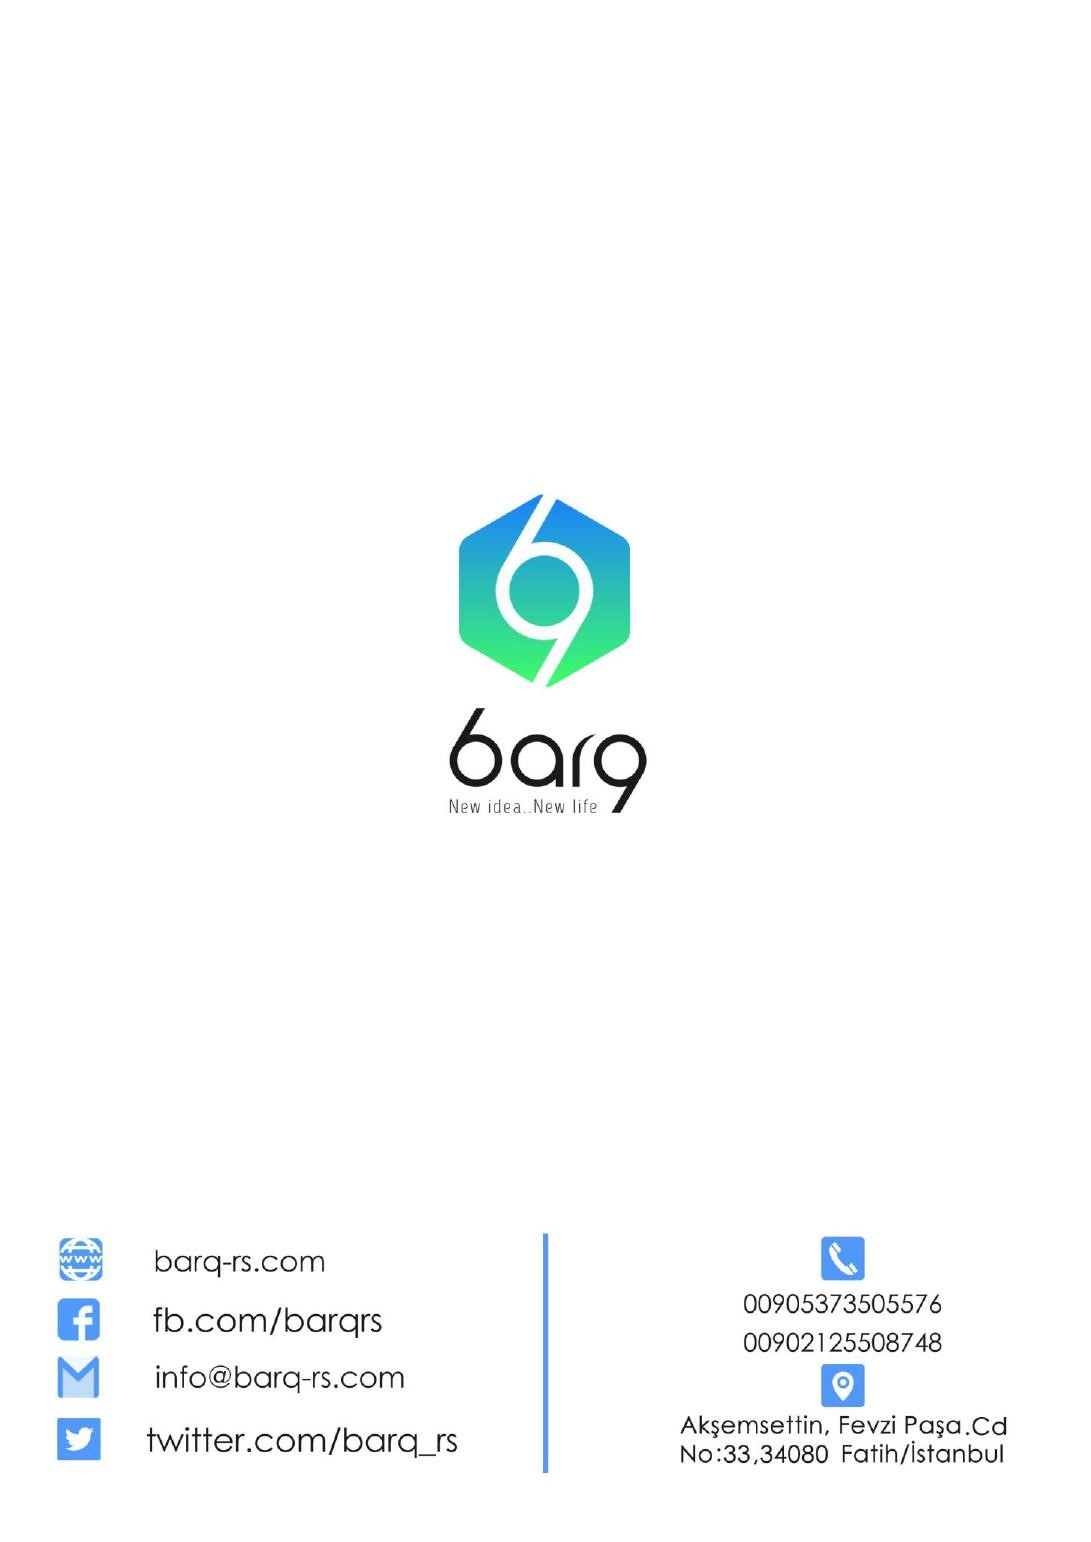 barq
New idea..New life
www
barq-rs.com
fb.com/barqrs
info@barq-rs.com
twitter.com/barq_rs
00905373505576
00902125508748
Akşemsettin, Fevzi Paşa.Cd
No:33,34080 Fatih/İstanbul